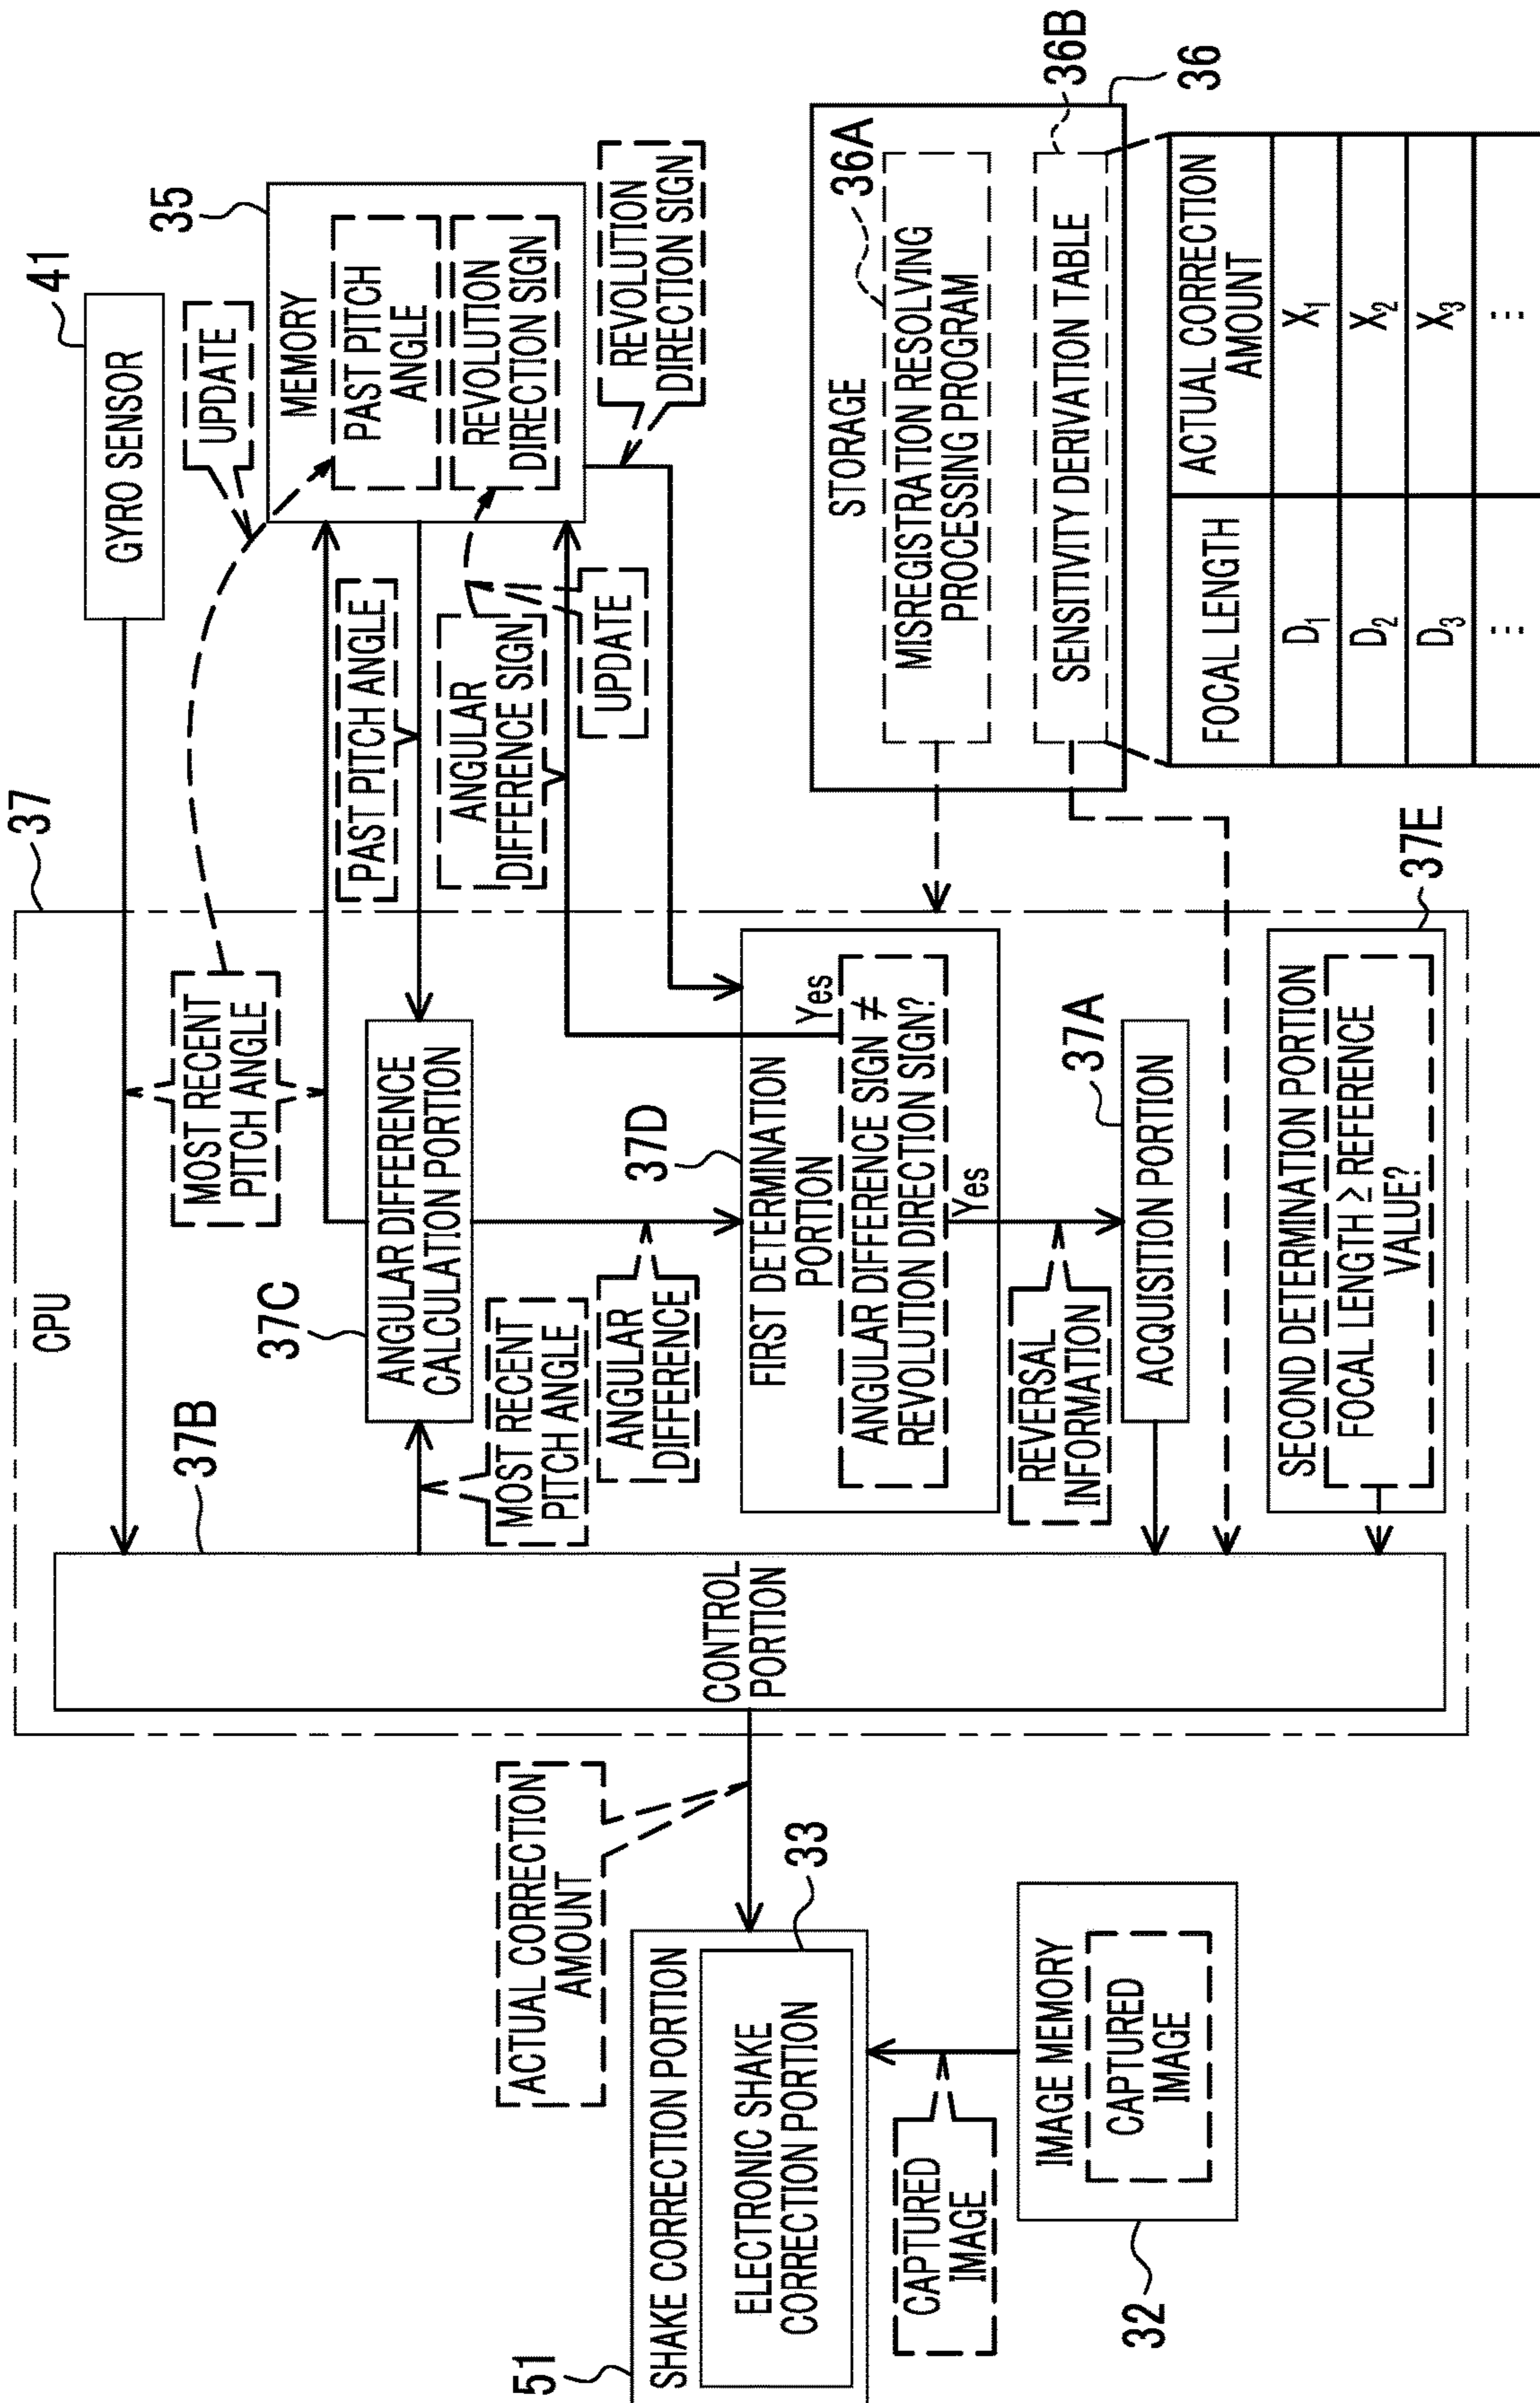 51
SHAKE CORRECTION PORTION
ELECTRONIC SHAKE
CORRECTION PORTION
33
ACTUAL CORRECTION
AMOUNT
CAPTURED
IMAGE
IMAGE MEMORY
CAPTURED
IMAGE
32
37
CPU
37B
CONTROL
PORTION
MOST RECENT
PITCH ANGLE
37C
ANGULAR DIFFERENCE
CALCULATION PORTION
MOST RECENT
PITCH ANGLE
ANGULAR
DIFFERENCE
37D
FIRST DETERMINATION
PORTION
Yes
ANGULAR DIFFERENCE SIGN ≠
REVOLUTION DIRECTION SIGN?
Yes
REVERSAL
INFORMATION
37A
ACQUISITION PORTION
37E
SECOND DETERMINATION PORTION
FOCAL LENGTH ≥ REFERENCE
VALUE?
41
GYRO SENSOR
UPDATE
35
MEMORY
PAST PITCH
ANGLE
REVOLUTION
DIRECTION SIGN
PAST PITCH ANGLE
ANGULAR
DIFFERENCE SIGN
UPDATE
REVOLUTION
DIRECTION SIGN
STORAGE
36A
MISREGISTRATION RESOLVING
PROCESSING PROGRAM
SENSITIVITY DERIVATION TABLE
36B
36
FOCAL LENGTH
ACTUAL CORRECTION
AMOUNT
D₁ X₁
D₂ X₂
D₃ X₃
⋮ ⋮